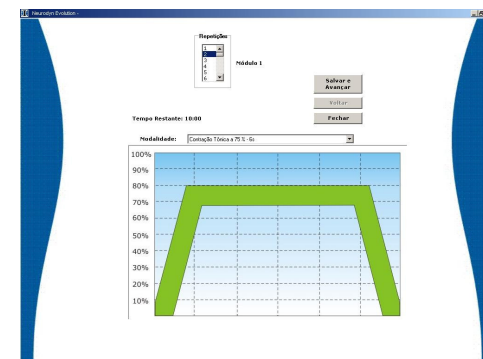 Neurodyn Evolution -
Repetições
1
2
3
4
5
6
Módulo 1
Salvar e
Avançar
Voltar
Tempo Restante: 10:00
Fechar
Modalidade:
Contração Tônica a 75 % - 6s
100%
90%
80%
70%
60%
50%
40%
30%
20%
10%